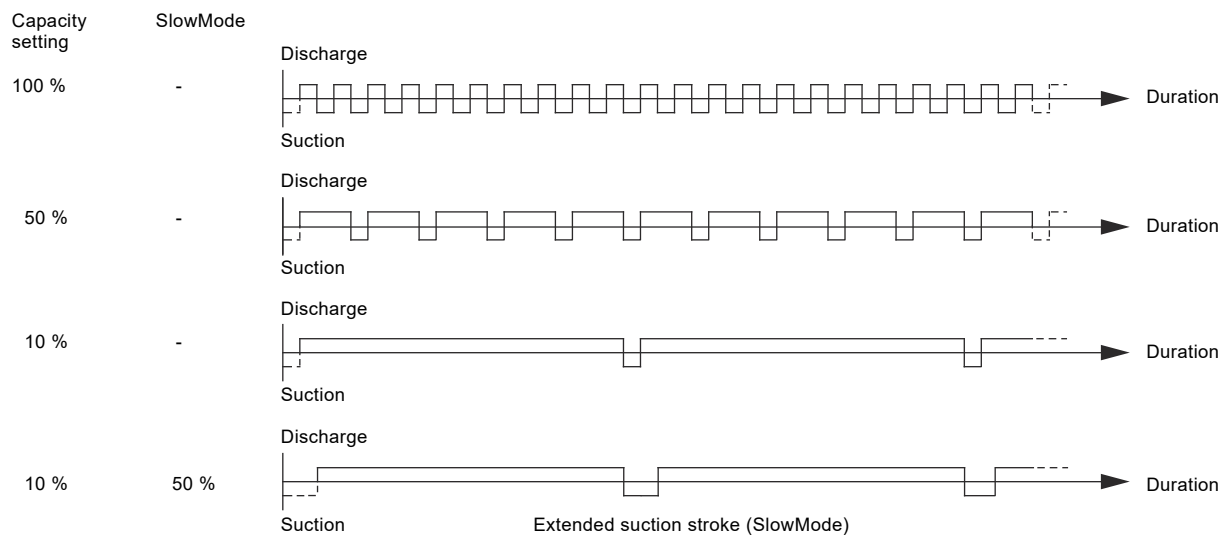 Capacity
setting
SlowMode
Discharge
100 %
-
Duration
Suction
Discharge
50 %
-
Duration
Suction
Discharge
10 %
-
Duration
Suction
Discharge
10 %
50 %
Duration
Suction
Extended suction stroke (SlowMode)